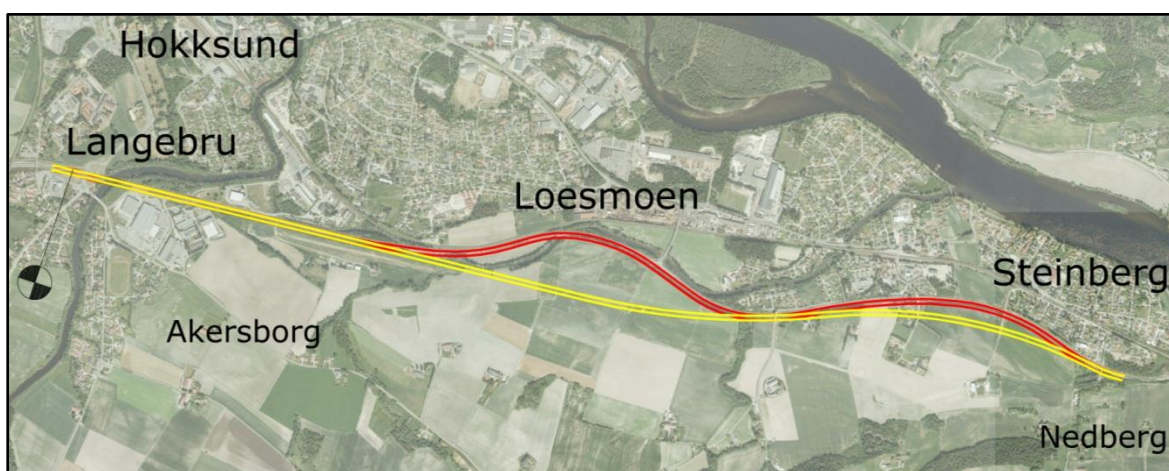 Hokksund
Langebru
Loesmoen
Steinberg
Akersborg
Nedberg